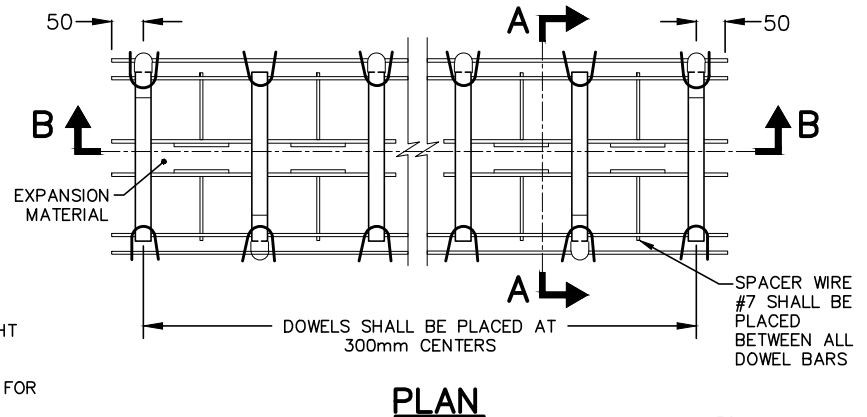 50
A
50
B
B
EXPANSION
MATERIAL
A
SPACER WIRE
#7 SHALL BE
PLACED
BETWEEN ALL
DOWEL BARS
DOWELS SHALL BE PLACED AT
300mm CENTERS
HT
FOR
PLAN